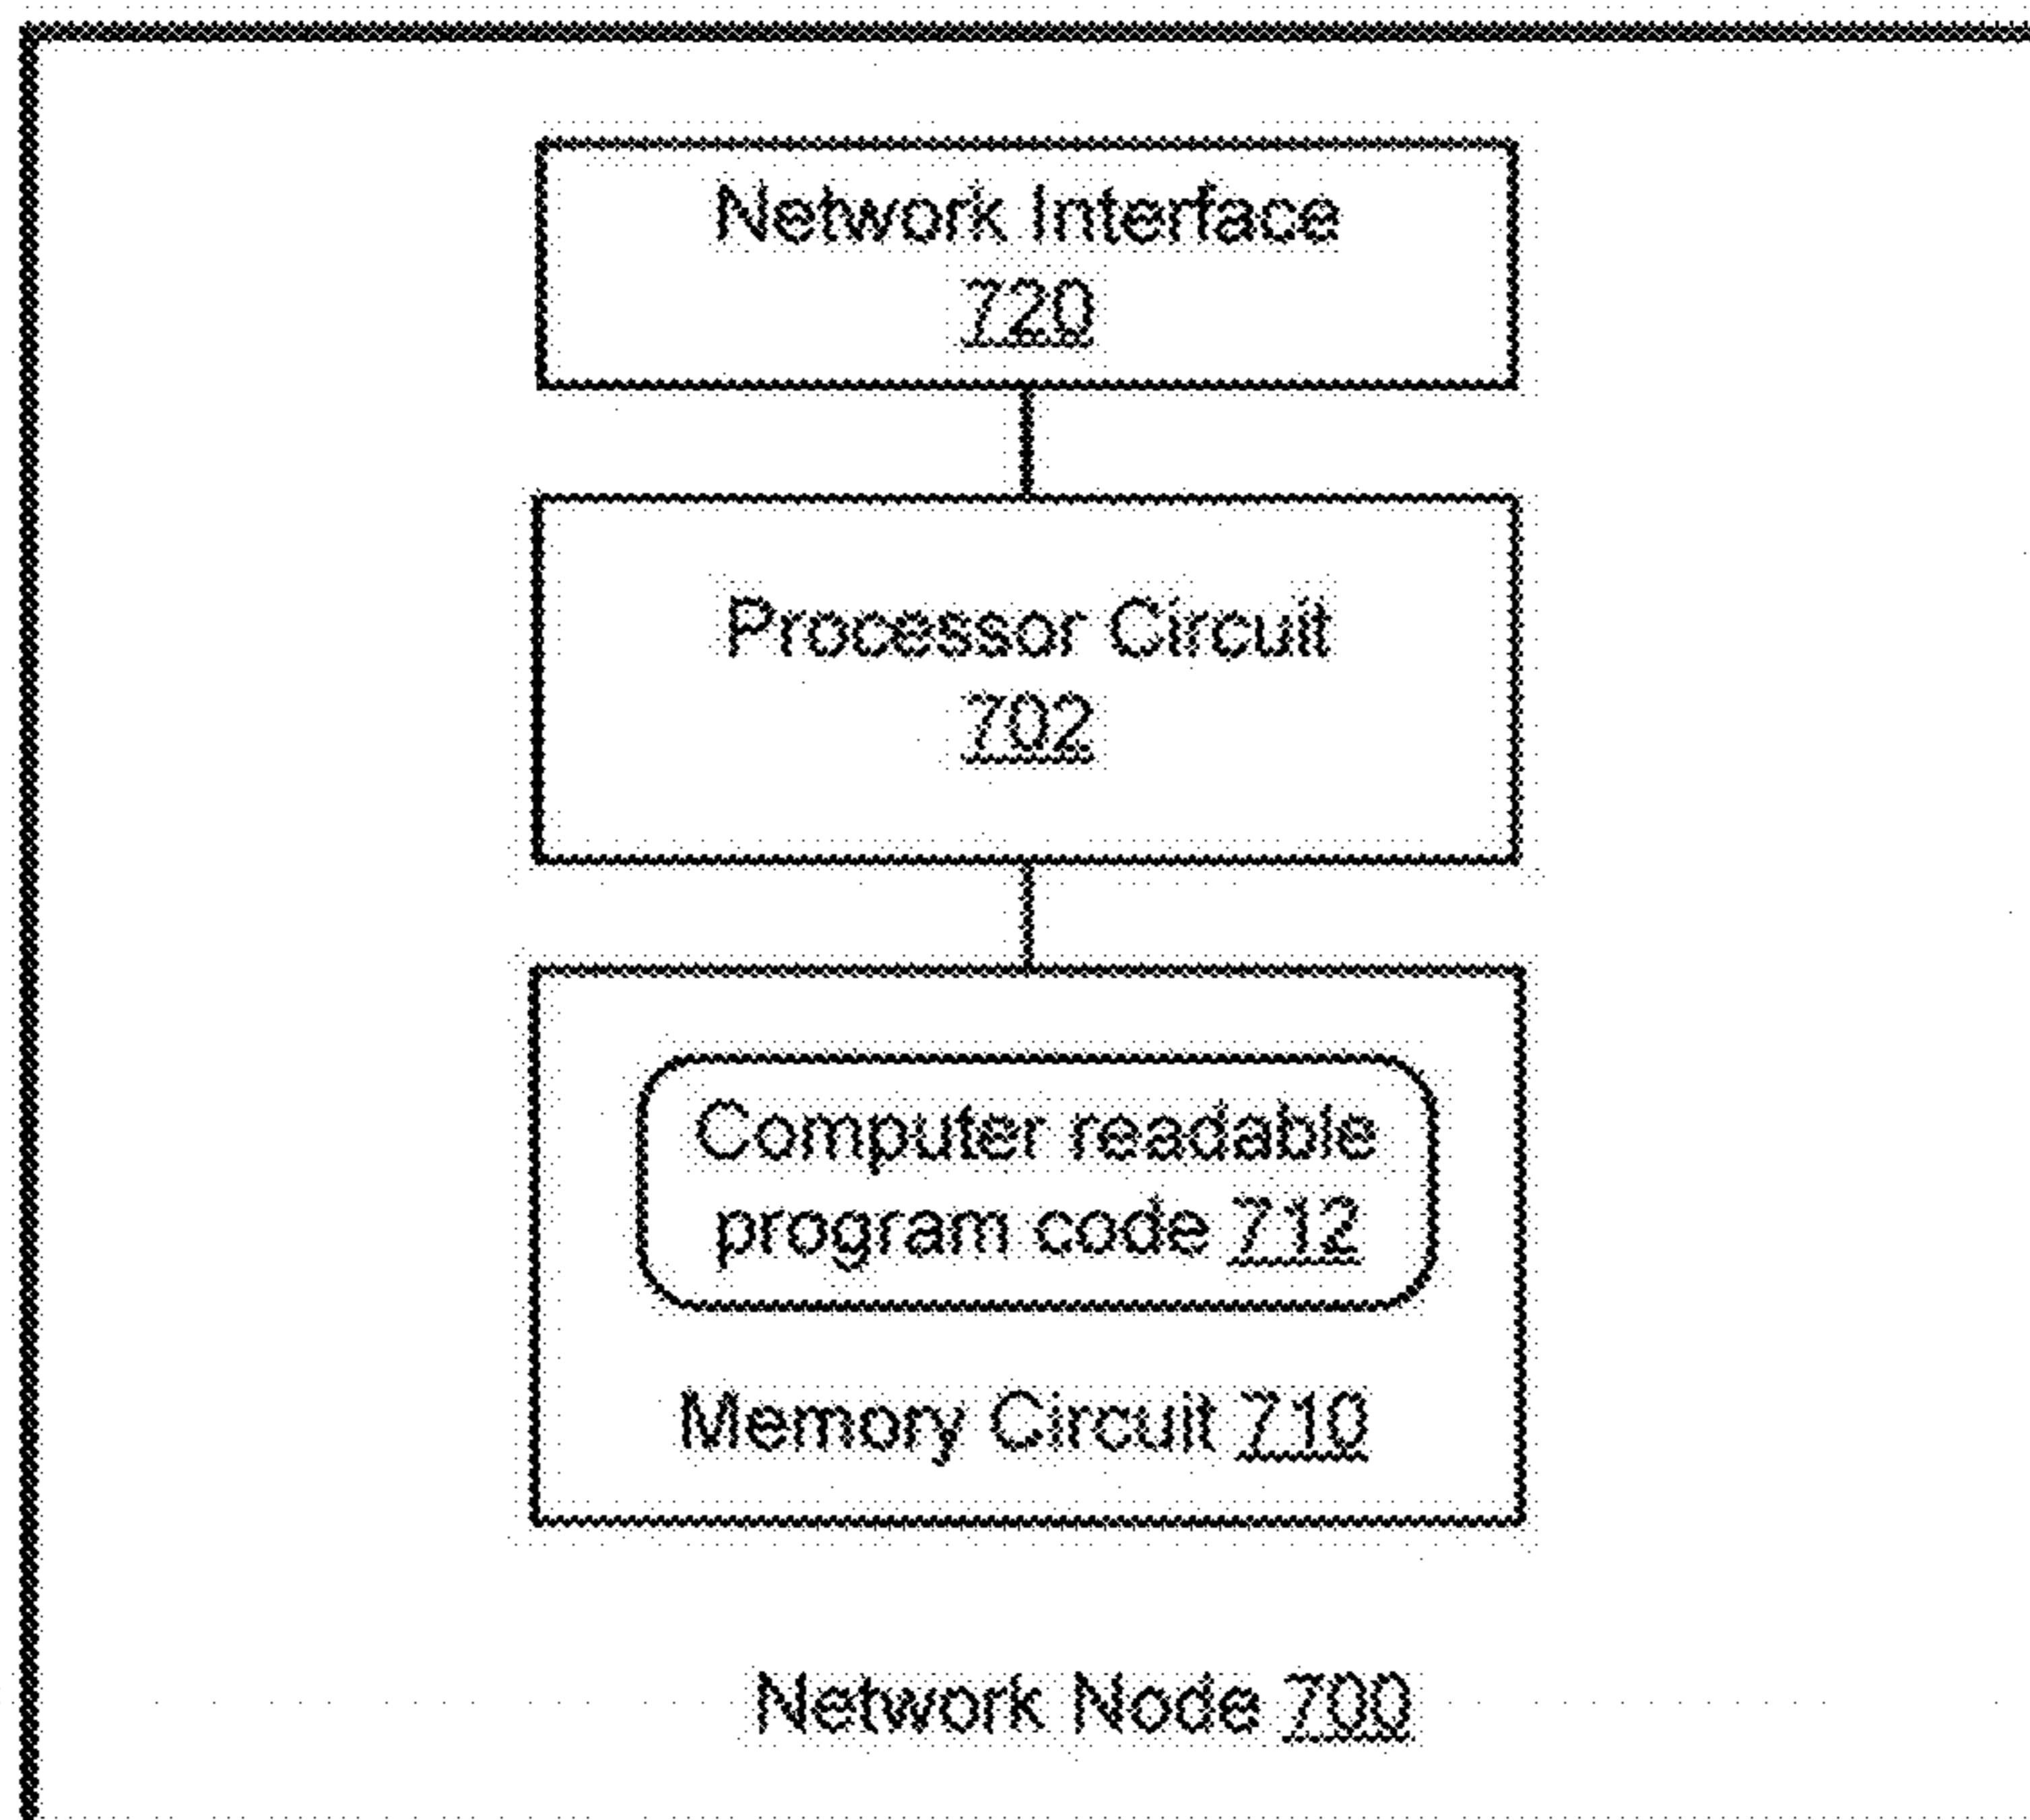 Network Interface
720
Processor Circuit
702
Computer readable
program code 712
Memory Circuit 710
Network Node 700